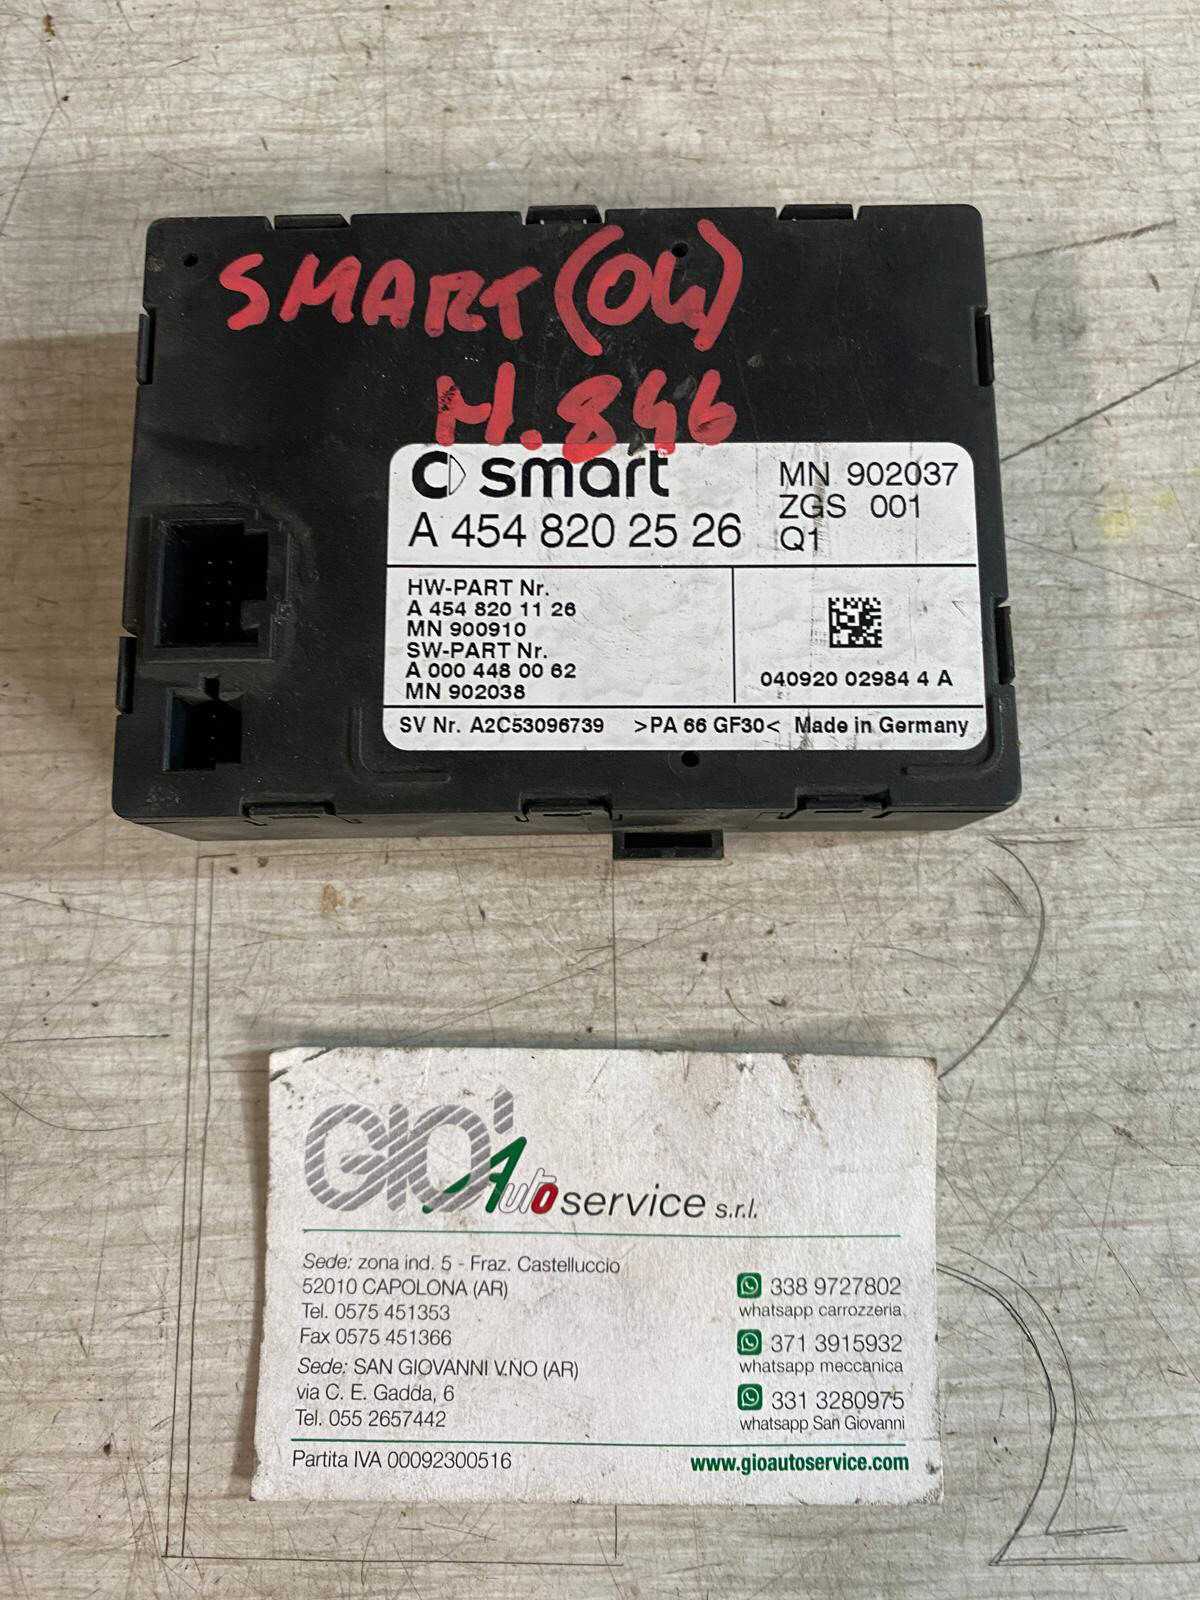 SMART (04)
N.846
smart
A 454 820 25 26
MN 902037
ZGS 001
Q1
HW-PART Nr.
A 454 820 11 26
MN 900910
SW-PART Nr.
A 000 448 00 62
MN 902038
040920 02984 4 A
SV Nr. A2C53096739 >PA 66 GF30< Made in Germany
GIO' Auto service s.r.l.
Sede: zona ind. 5 - Fraz. Castelluccio
52010 CAPOLONA (AR)
Tel. 0575 451353
Fax 0575 451366
Sede: SAN GIOVANNI V.NO (AR)
via C. E. Gadda, 6
Tel. 055 2657442
338 9727802
whatsapp carrozzeria
371 3915932
whatsapp meccanica
331 3280975
whatsapp San Giovanni
Partita IVA 00092300516
www.gioautoservice.com